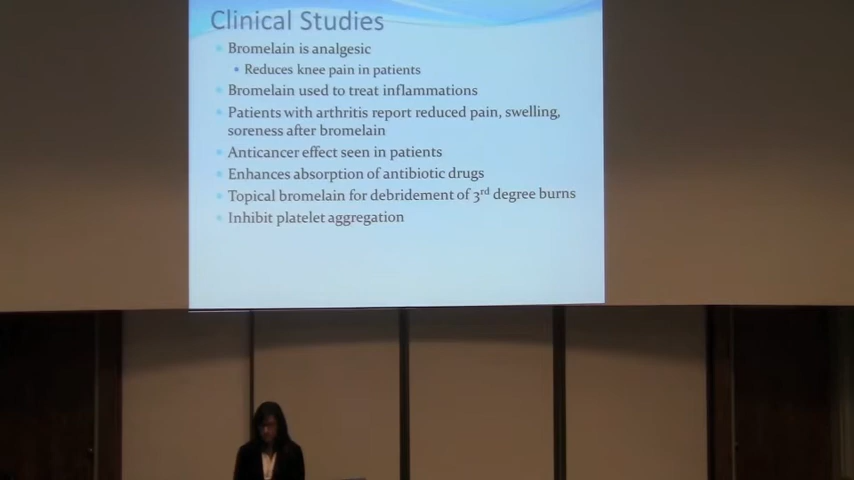 Clinical Studies
Bromelain is analgesic
Reduces knee pain in patients
Bromelain used to treat inflammations
Patients with arthritis report reduced pain, swelling,
soreness after bromelain
Anticancer effect seen in patients
Enhances absorption of antibiotic drugs
Topical bromelain for debridement of 3rd degree burns
Inhibit platelet aggregation